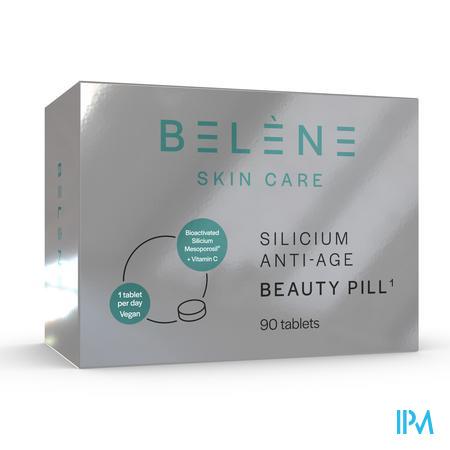 BELÈNE
SKIN CARE
Bioactivated
Silicium
Mesoporosil®
+ Vitamin C
1 tablet
per day
Vegan
SILICIUM
ANTI-AGE
BEAUTY PILL¹
90 tablets
BELÈNE
IPM